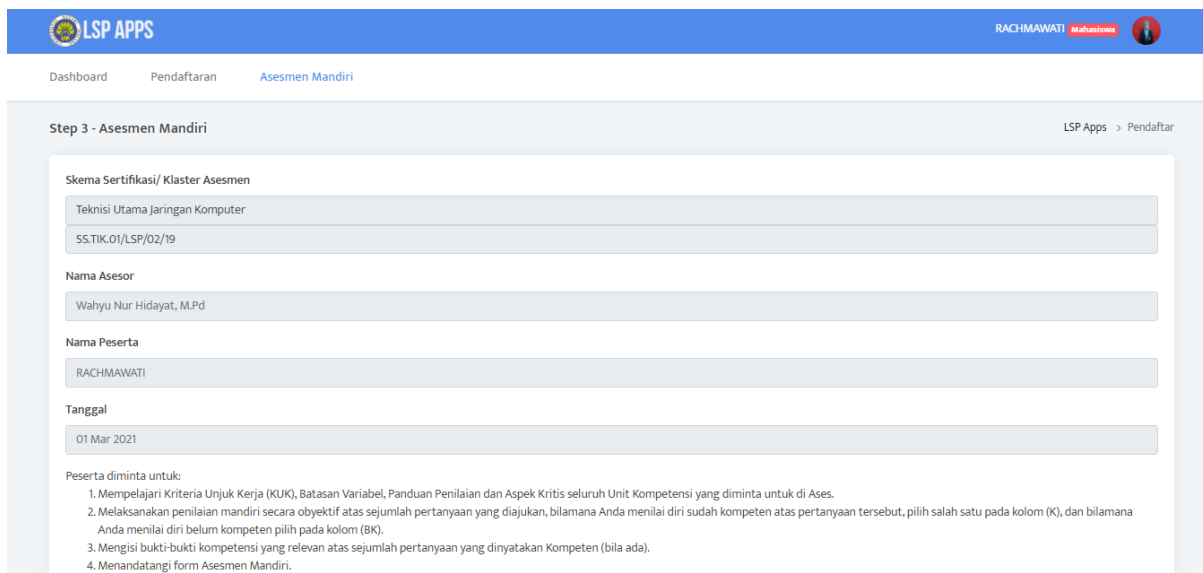 LSP APPS
RACHMAWATI Mahasiswa
Dashboard Pendaftaran Asesmen Mandiri
Step 3 - Asesmen Mandiri
LSP Apps > Pendaftar
Skema Sertifikasi/ Klaster Asesmen
Teknisi Utama Jaringan Komputer
SS.TIK.01/LSP/02/19
Nama Asesor
Wahyu Nur Hidayat, M.Pd
Nama Peserta
RACHMAWATI
Tanggal
01 Mar 2021
Peserta diminta untuk:
1. Mempelajari Kriteria Unjuk Kerja (KUK), Batasan Variabel, Panduan Penilaian dan Aspek Kritis seluruh Unit Kompetensi yang diminta untuk di Ases.
2. Melaksanakan penilaian mandiri secara obyektif atas sejumlah pertanyaan yang diajukan, bilamana Anda menilai diri sudah kompeten atas pertanyaan tersebut, pilih salah satu pada kolom (K), dan bilamana
Anda menilai diri belum kompeten pilih pada kolom (BK).
3. Mengisi bukti-bukti kompetensi yang relevan atas sejumlah pertanyaan yang dinyatakan Kompeten (bila ada).
4. Menandatangi form Asesmen Mandiri.